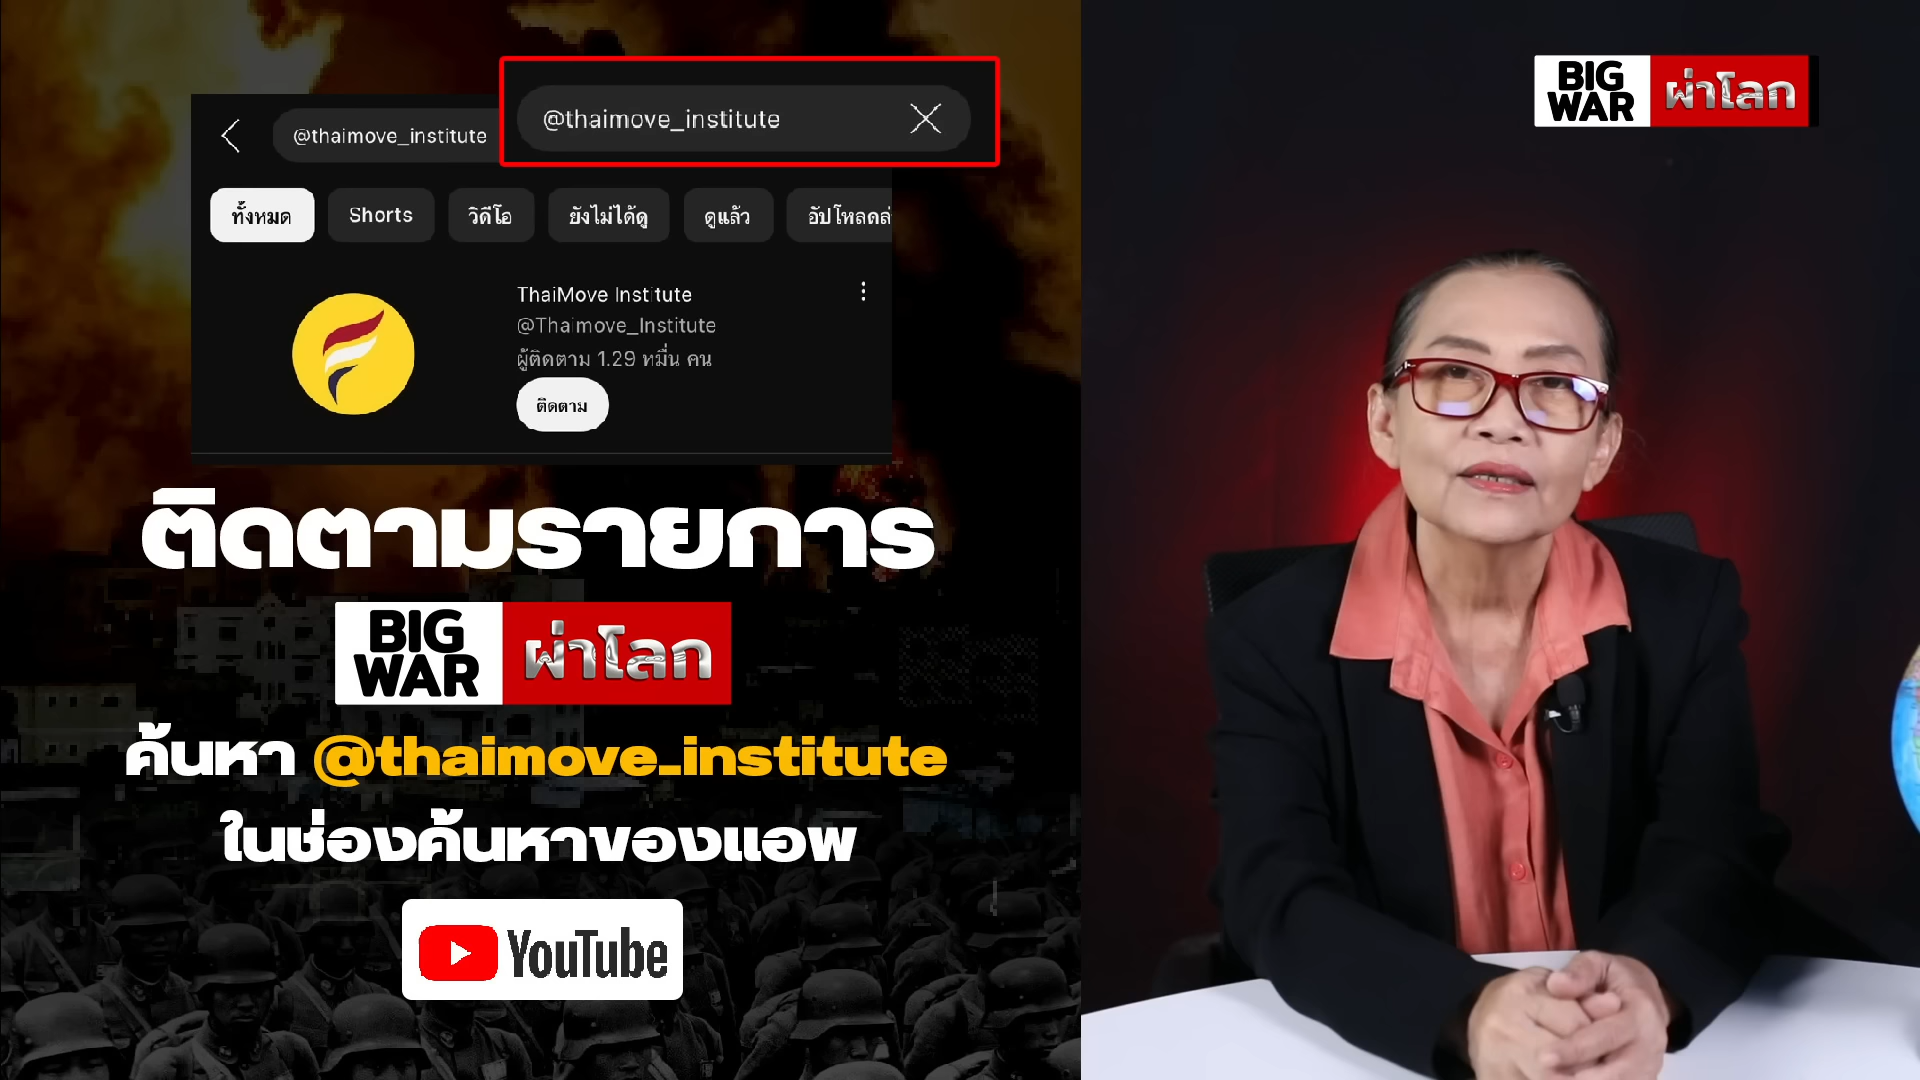 @thaimove_institute
@thaimove_institute
ทั้งหมด Shorts วิดีโอ ยังไม่ได้ดู ดูแล้ว
ThaiMove Institute
@Thaimove_Institute
ผู้ติดตาม 1.29 หมื่น คน
ติดตาม
ติดตามรายการ
BIG WAR ผ่าโลก
ค้นหา @thaimove_institute
ในช่องค้นหาของแอพ
YouTube
BIG WAR ผ่าโลก